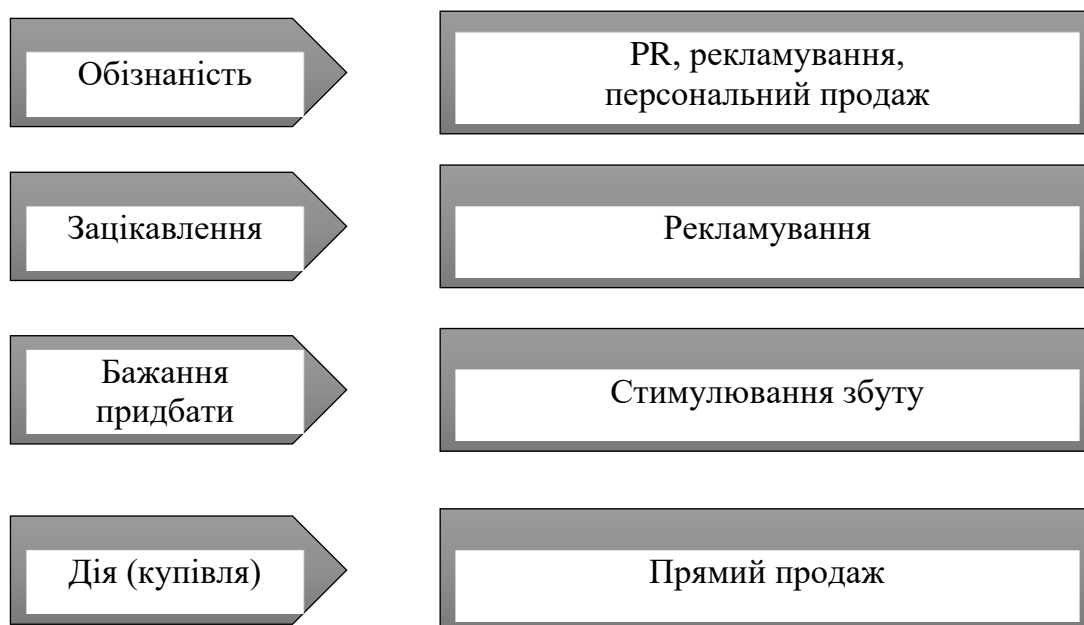 Обізнаність
PR, рекламування,
персональний продаж
Зацікавлення
Рекламування
Бажання
придбати
Стимулювання збуту
Дія (купівля)
Прямий продаж